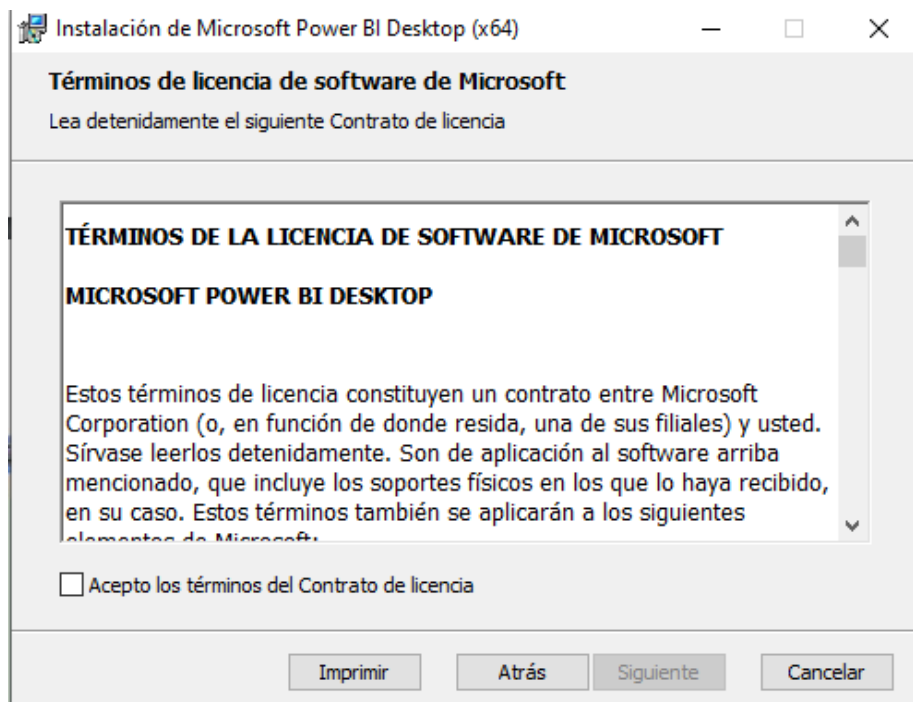 Instalación de Microsoft Power BI Desktop (x64)
Términos de licencia de software de Microsoft
Lea detenidamente el siguiente Contrato de licencia
TÉRMINOS DE LA LICENCIA DE SOFTWARE DE MICROSOFT
MICROSOFT POWER BI DESKTOP
Estos términos de licencia constituyen un contrato entre Microsoft
Corporation (o, en función de donde resida, una de sus filiales) y usted.
Sírvase leerlos detenidamente. Son de aplicación al software arriba
mencionado, que incluye los soportes físicos en los que lo haya recibido,
en su caso. Estos términos también se aplicarán a los siguientes
elementos de Microsoft:
Acepto los términos del Contrato de licencia
Imprimir Atrás Siguiente Cancelar